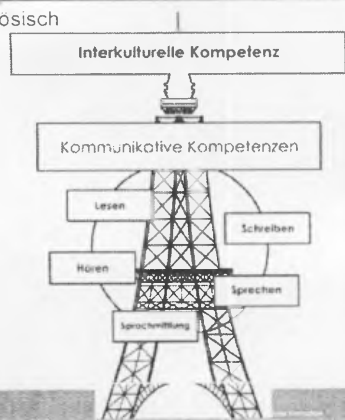 ösisch
Interkulturelle Kompetenz
Kommunikative Kompetenzen
Lesen
Schreiben
Hören
Sprechen
Sprachmittlung